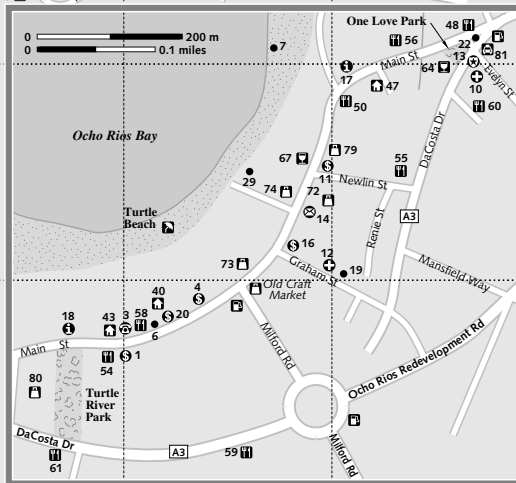 One Love Park
48
0 200 m
0 0.1 miles
7
56
22
81
Main St
64
13
17
47
10
Evelyn St
50
60
Ocho Rios Bay
DaCosta Dr
67
79
55
11
29
Newlin St
74
72
14
Renie St
A3
Turtle
Beach
16
12
73
Graham St
19
Mansfield Way
40
4
Old Craft
Market
18
43
3
58
20
6
Main St
1
54
Milford Rd
Ocho Rios Redevelopment Rd
80
Turtle
River
Park
DaCosta Dr
A3
59
61
Milford Rd